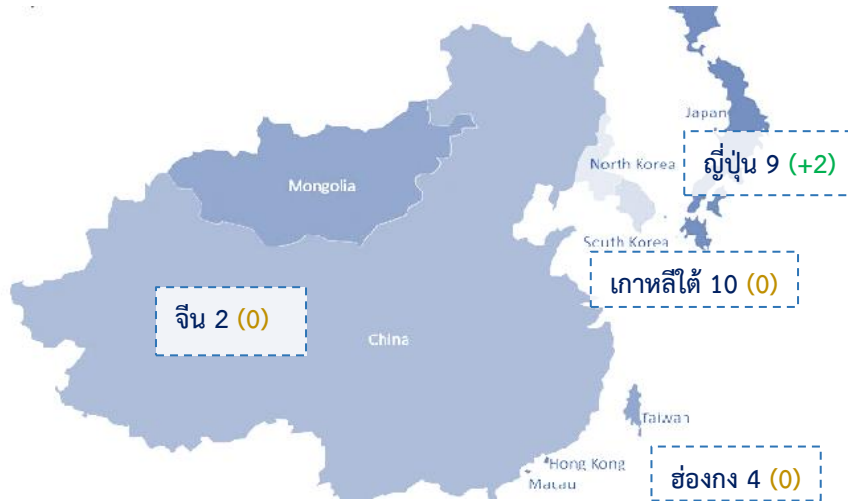 Japan
ญี่ปุ่น 9 (+2)
North Korea
Mongolia
South Korea
เกาหลีใต้ 10 (0)
จีน 2 (0)
China
Taiwan
Hong Kong
Macau
ฮ่องกง 4 (0)